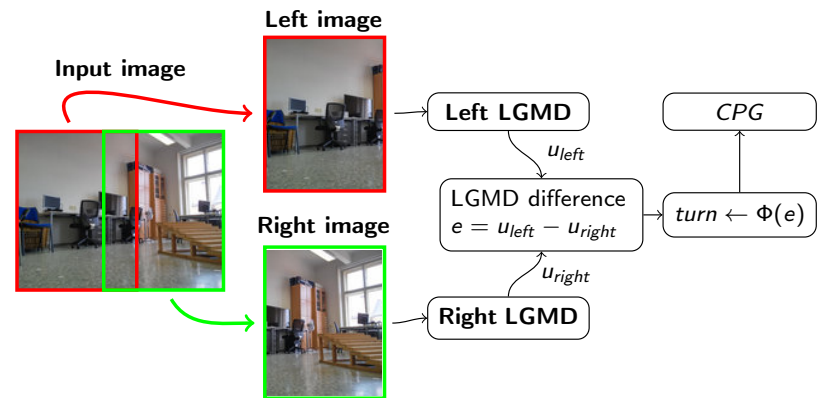 Left image
Input image
Left LGMD
CPG
u_left
LGMD difference
e = u_left − u_right
turn ← Φ(e)
Right image
u_right
Right LGMD